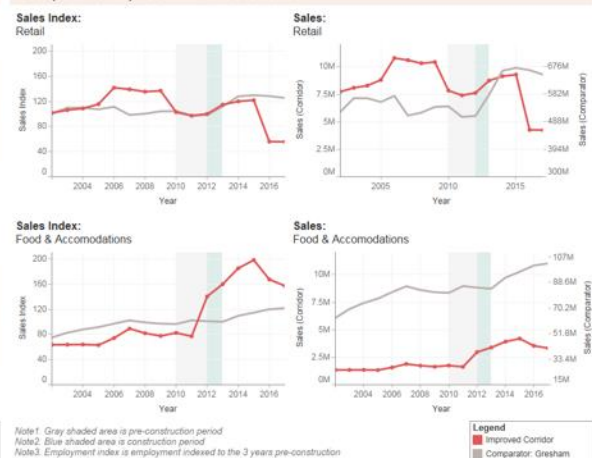 Sales Index:
Retail
200
160
120
80
40
0
Sales Index
2004
2006
2008
2010
2012
2014
2016
Year
Sales:
Retail
10M
7.5M
5M
2.5M
0M
Sales (Corridor)
676M
582M
488M
394M
300M
Sales (Comparator)
2005
2010
2015
Year
Sales Index:
Food & Accomodations
200
160
120
80
40
0
Sales Index
2004
2006
2008
2010
2012
2014
2016
Year
Sales:
Food & Accomodations
10M
7.5M
5M
2.5M
0M
Sales (Corridor)
107M
88.6M
70.2M
51.8M
33.4M
15M
Sales (Comparator)
2004
2006
2008
2010
2012
2014
2016
Year
Note1. Gray shaded area is pre-construction period
Note2. Blue shaded area is construction period
Note3. Employment index is employment indexed to the 3 years pre-construction
Legend
Improved Corridor
Comparator: Gresham